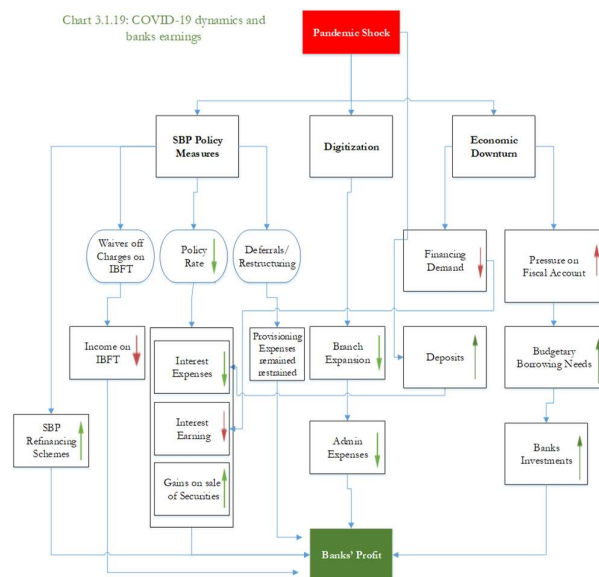 Chart 3.1.19: COVID-19 dynamics and
banks earnings
Pandemic Shock
SBP Policy
Measures
Digitization
Economic
Downturn
Waiver off
Charges on
IBFT
Policy
Rate
Deferrals/
Restructuring
Financing
Demand
Pressure on
Fiscal Account
Income on
IBFT
Interest
Expenses
Provisioning
Expenses
remained
restrained
Branch
Expansion
Deposits
Budgetary
Borrowing Needs
SBP
Refinancing
Schemes
Interest
Earning
Admin
Expenses
Banks
Investments
Gains on sale
of Securities
Banks' Profit